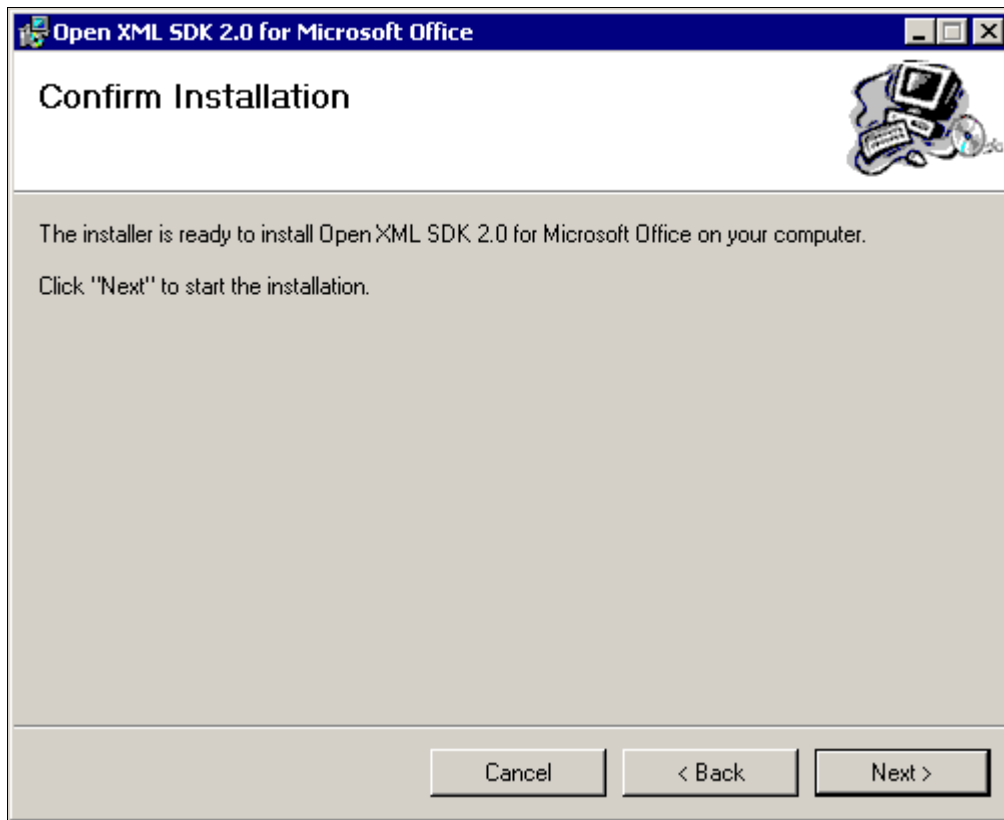 Open XML SDK 2.0 for Microsoft Office
Confirm Installation
The installer is ready to install Open XML SDK 2.0 for Microsoft Office on your computer.
Click "Next" to start the installation.
Cancel
< Back
Next >